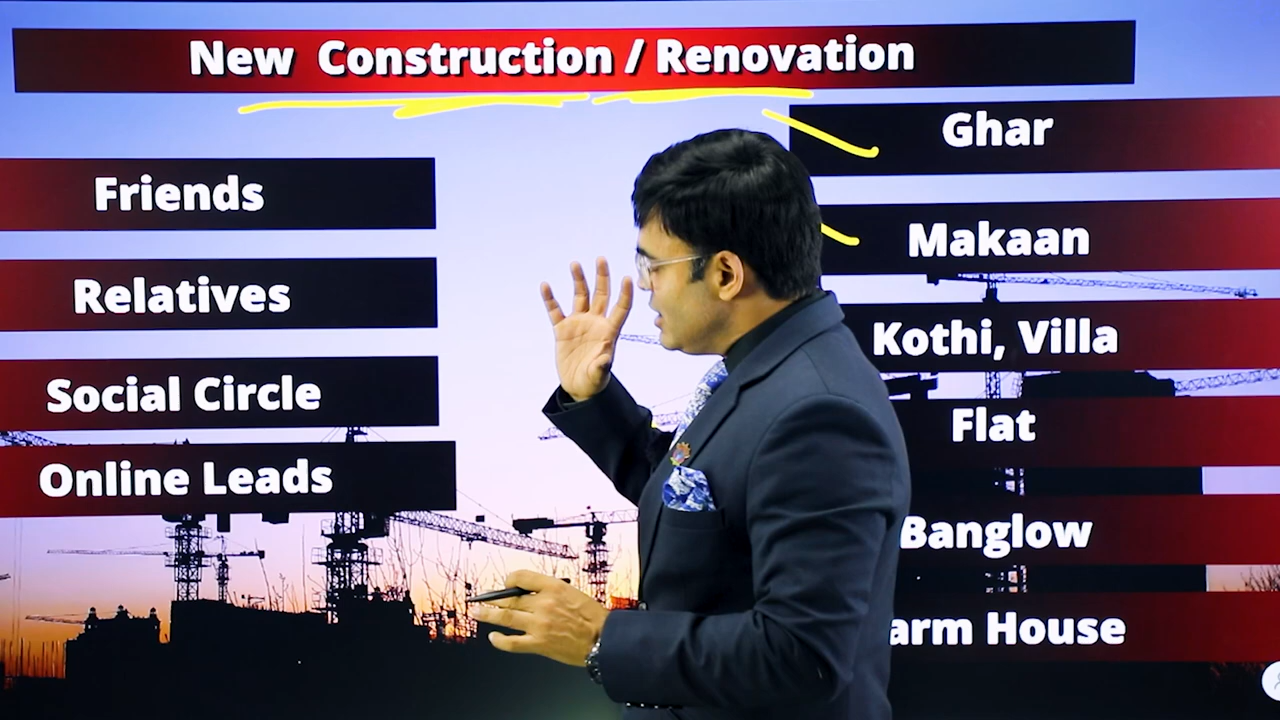 New Construction / Renovation
Friends
Relatives
Social Circle
Online Leads
Ghar
Makaan
Kothi, Villa
Flat
Banglow
arm House